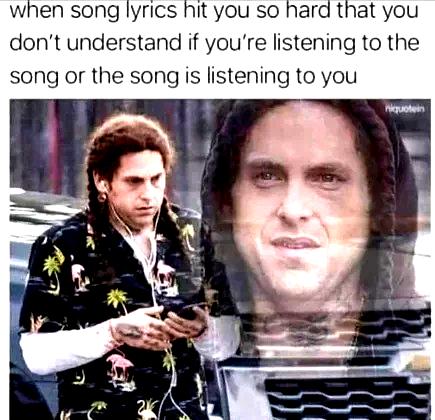 when song lyrics hit you so hard that you
don't understand if you're listening to the
song or the song is listening to you
hiquotein